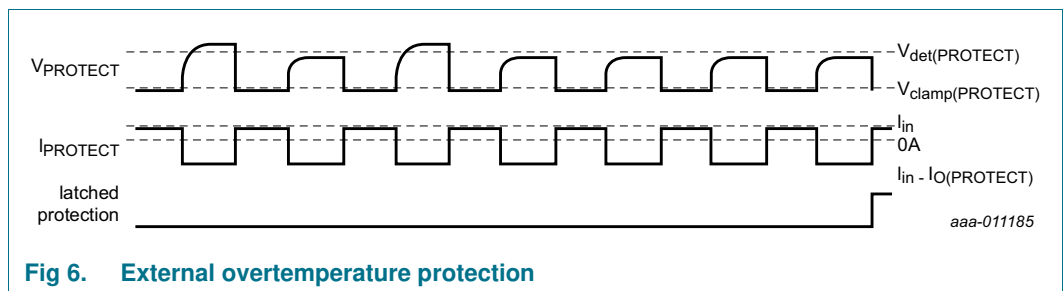 VPROTECT
Vdet(PROTECT)
Vclamp(PROTECT)
IPROTECT
Iin
0A
Iin - IO(PROTECT)
latched
protection
aaa-011185
Fig 6. External overtemperature protection